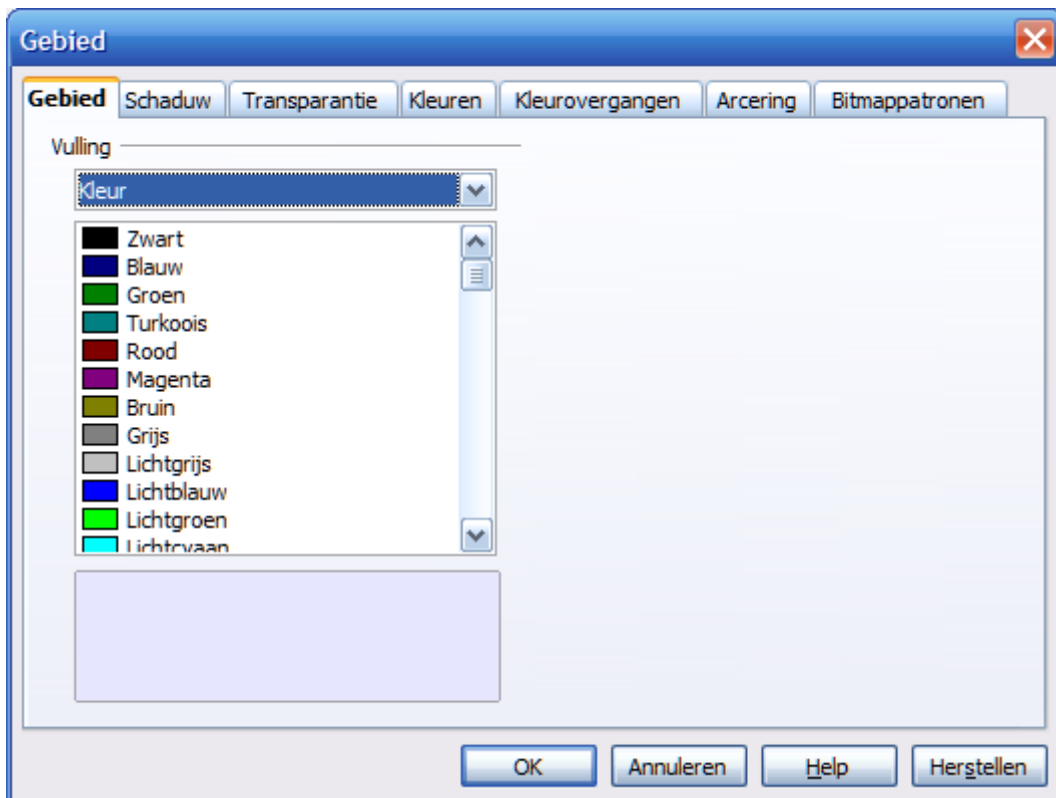 Gebied
Gebied Schaduw Transparantie Kleuren Kleurovergangen Arcering Bitmappatronen
Vulling
Kleur
Zwart
Blauw
Groen
Turkoois
Rood
Magenta
Bruin
Grijs
Lichtgrijs
Lichtblauw
Lichtgroen
Lichtcyaan
OK Annuleren Help Herstellen